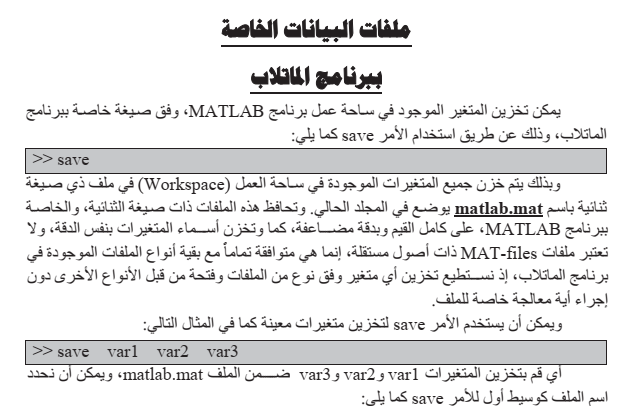 ملفات البيانات الخاصة
ببرنامج الماتلاب
يمكن تخزين المتغير الموجود في ساحة عمل برنامج MATLAB، وفق صيغة خاصة ببرنامج
الماتلاب، وذلك عن طريق استخدام الأمر save كما يلي:
>> save
وبذلك يتم خزن جميع المتغيرات الموجودة في ساحة العمل (Workspace) في ملف ذي صيغة
ثنائية باسم matlab.mat يوضع في المجلد الحالي. وتحافظ هذه الملفات ذات صيغة الثنائية، والخاصة
ببرنامج MATLAB، على كامل القيم وبدقة مضاعفة، كما وتخزن أسماء المتغيرات بنفس الدقة، ولا
تعتبر ملفات MAT-files ذات أصول مستقلة، إنما هي متوافقة تماماً مع بقية أنواع الملفات الموجودة في
برنامج الماتلاب، إذ نستطيع تخزين أي متغير وفق نوع من الملفات وفتحة من قبل الأنواع الأخرى دون
إجراء أية معالجة خاصة للملف.
ويمكن أن يستخدم الأمر save لتخزين متغيرات معينة كما في المثال التالي:
>> save var1 var2 var3
أي قم بتخزين المتغيرات var1 و var2 و var3 ضمن الملف matlab.mat، ويمكن أن نحدد
اسم الملف كوسيط أول للأمر save كما يلي: